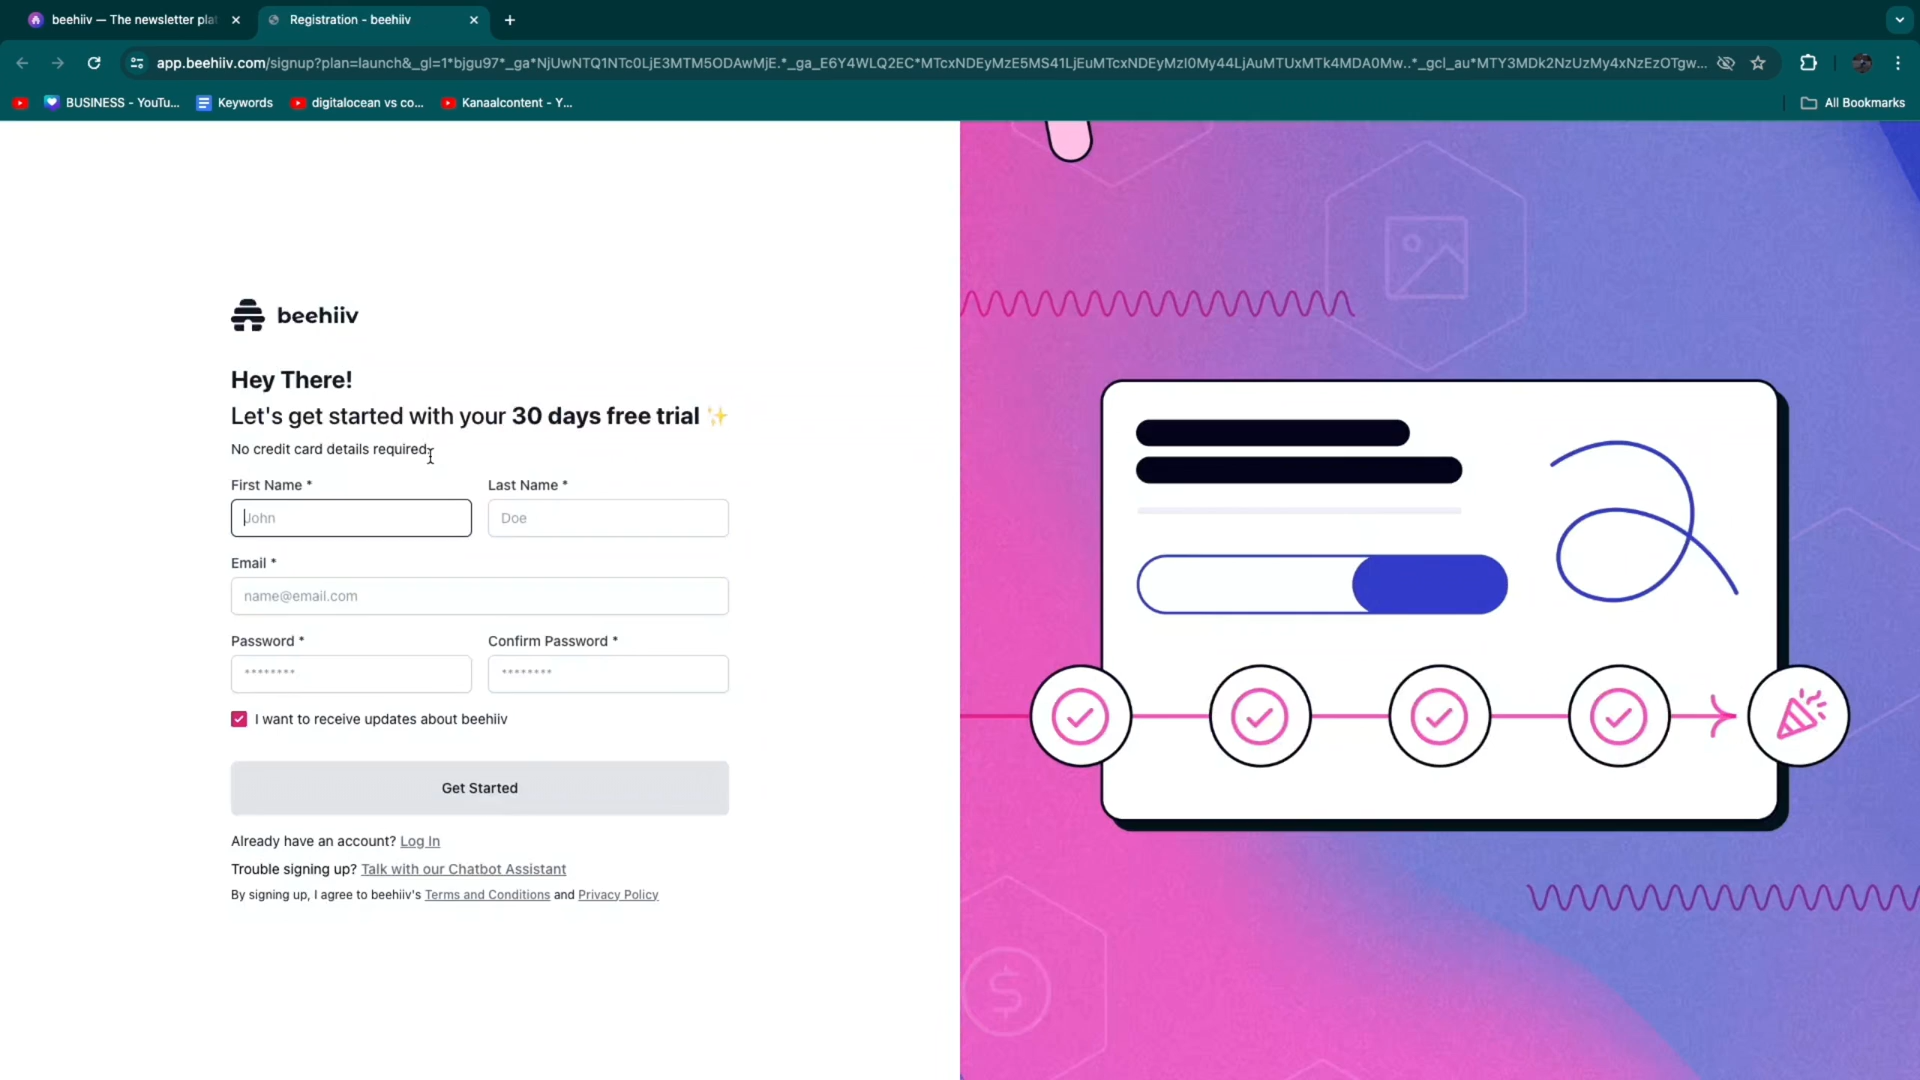 beehiiv — The newsletter plat
Registration - beehiiv
app.beehiiv.com/signup?plan=launch&_gl=1*bjgu97*_ga*NjUwNTQ1NTc0LjE3MTM5ODAwMjE.*_ga_E6Y4WLQ2EC*MTcxNDEyMzE5MS41LjEuMTcxNDEyMzI0My44LjAuMTUxMTk4MDA0Mw..*_gcl_au*MTY3MDk2NzUzMy4xNzEzOTgw...
BUSINESS - YouTu...
Keywords
digitalocean vs co...
Kanaalcontent - Y...
All Bookmarks
beehiiv
Hey There!
Let's get started with your 30 days free trial ✨
No credit card details required.
First Name *
Last Name *
John
Doe
Email *
name@email.com
Password *
Confirm Password *
********
********
I want to receive updates about beehiiv
Get Started
Already have an account? Log In
Trouble signing up? Talk with our Chatbot Assistant
By signing up, I agree to beehiiv's Terms and Conditions and Privacy Policy
$